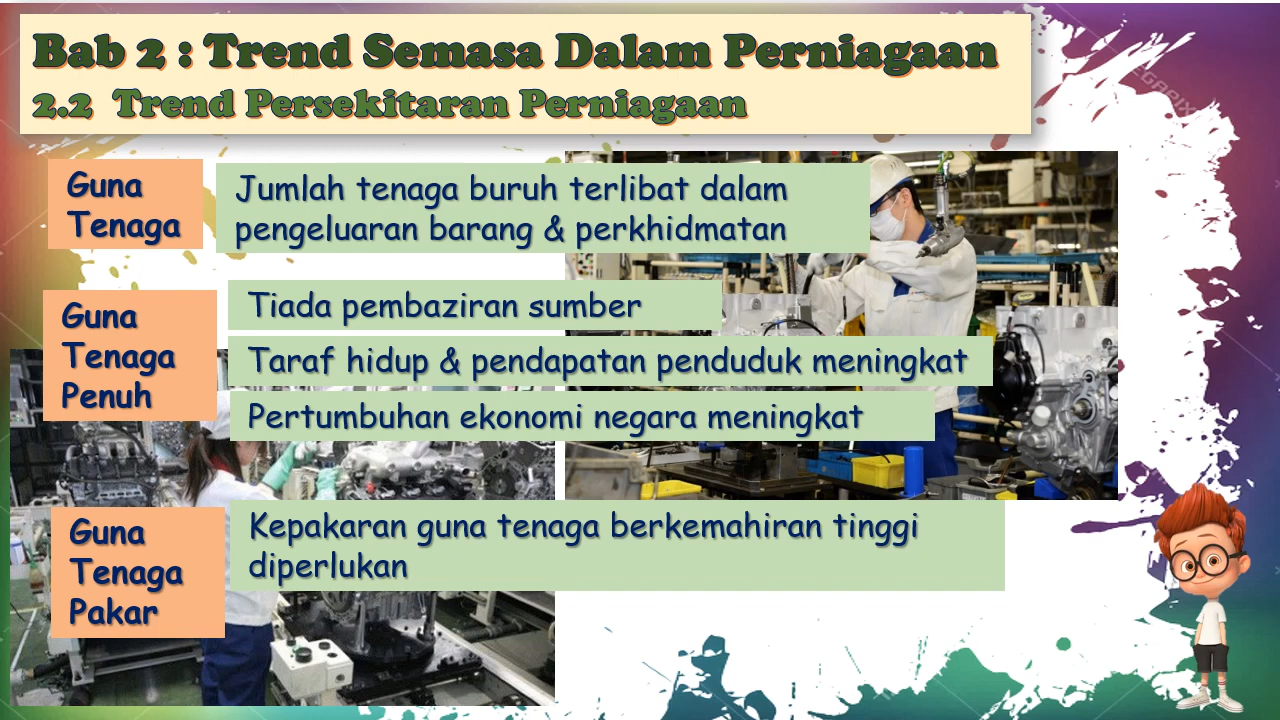 Bab 2 : Trend Semasa Dalam Perniagaan
2.2 Trend Persekitaran Perniagaan
Guna
Tenaga
Jumlah tenaga buruh terlibat dalam
pengeluaran barang & perkhidmatan
Guna
Tenaga
Penuh
Tiada pembaziran sumber
Taraf hidup & pendapatan penduduk meningkat
Pertumbuhan ekonomi negara meningkat
Guna
Tenaga
Pakar
Kepakaran guna tenaga berkemahiran tinggi
diperlukan